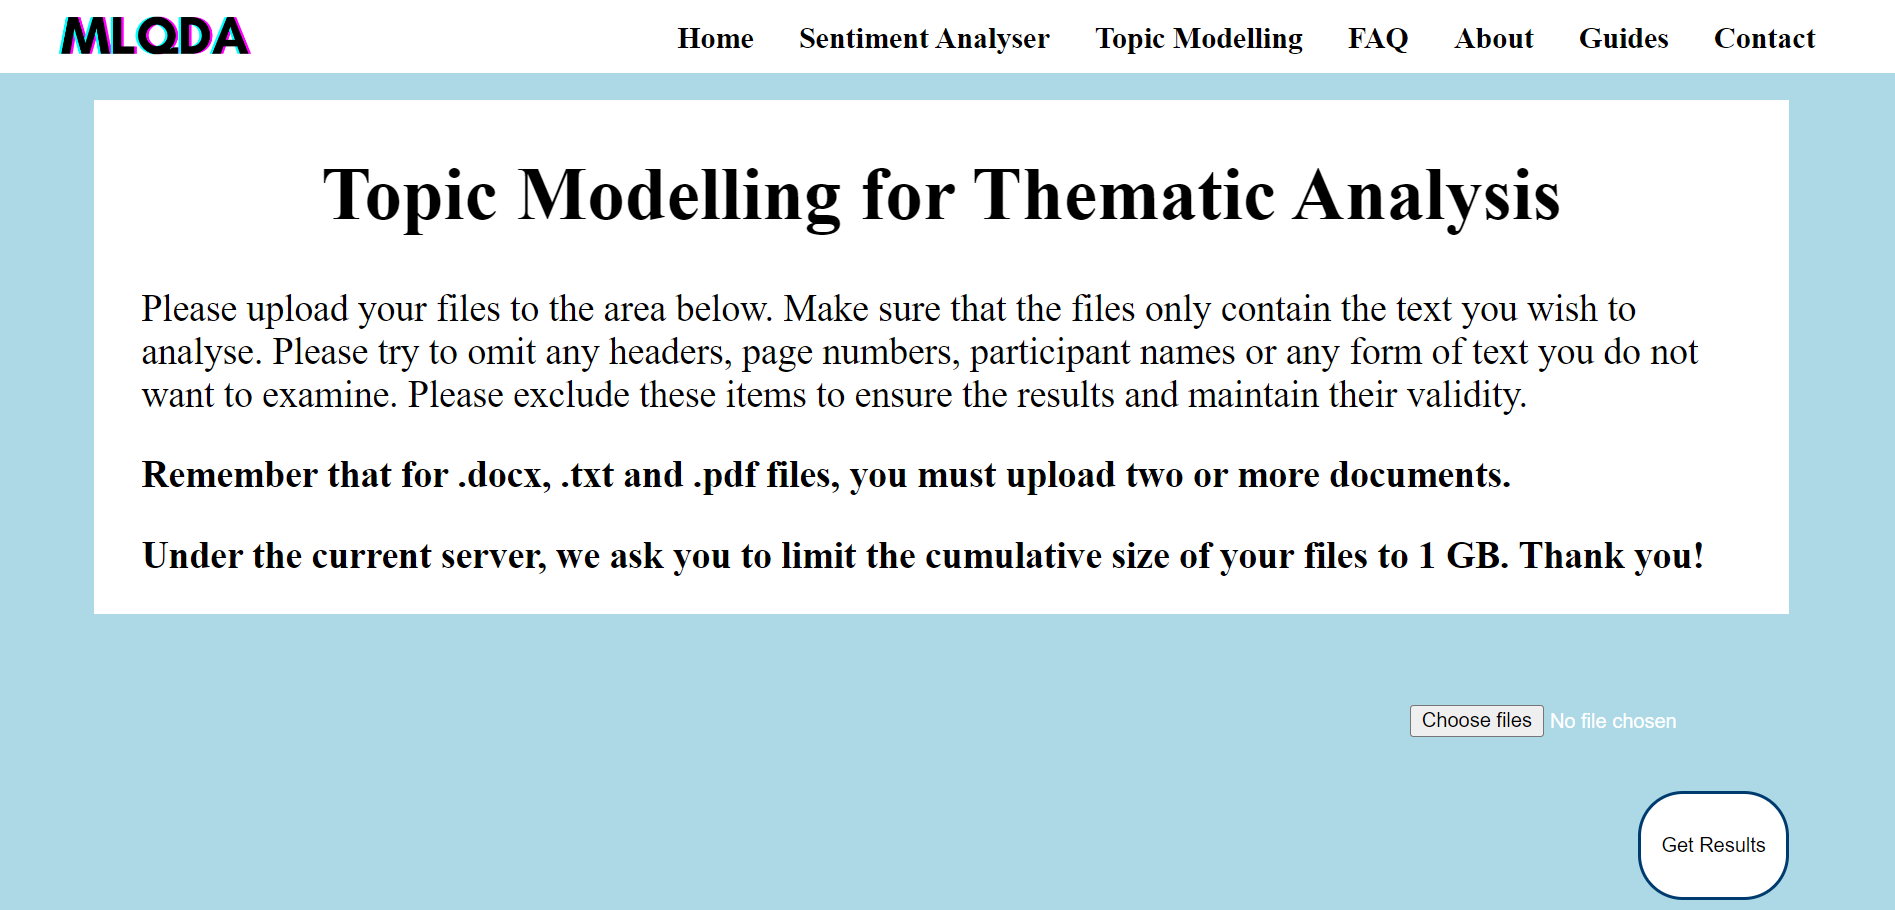 MLQDA
Home Sentiment Analyser Topic Modelling FAQ About Guides Contact
Topic Modelling for Thematic Analysis
Please upload your files to the area below. Make sure that the files only contain the text you wish to
analyse. Please try to omit any headers, page numbers, participant names or any form of text you do not
want to examine. Please exclude these items to ensure the results and maintain their validity.
Remember that for .docx, .txt and .pdf files, you must upload two or more documents.
Under the current server, we ask you to limit the cumulative size of your files to 1 GB. Thank you!
Choose files No file chosen
Get Results